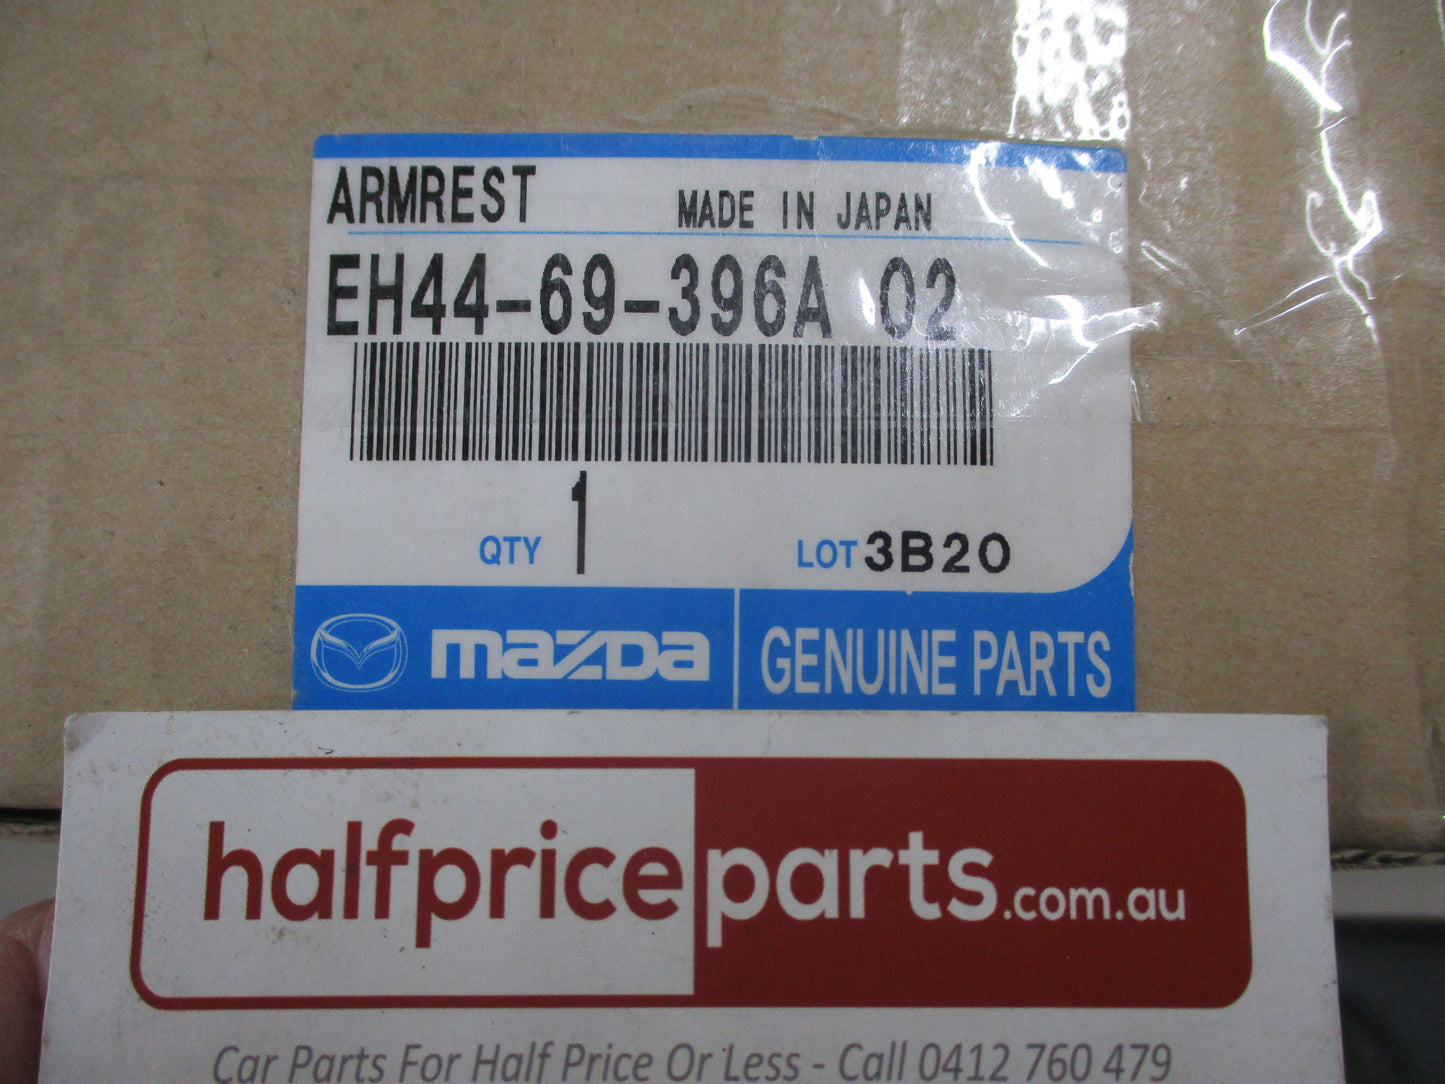 ARMREST MADE IN JAPAN
EH44-69-396A 02
QTY 1 LOT 3B20
mazda GENUINE PARTS
halfpriceparts.com.au
Car Parts For Half Price Or Less - Call 0412 760 479